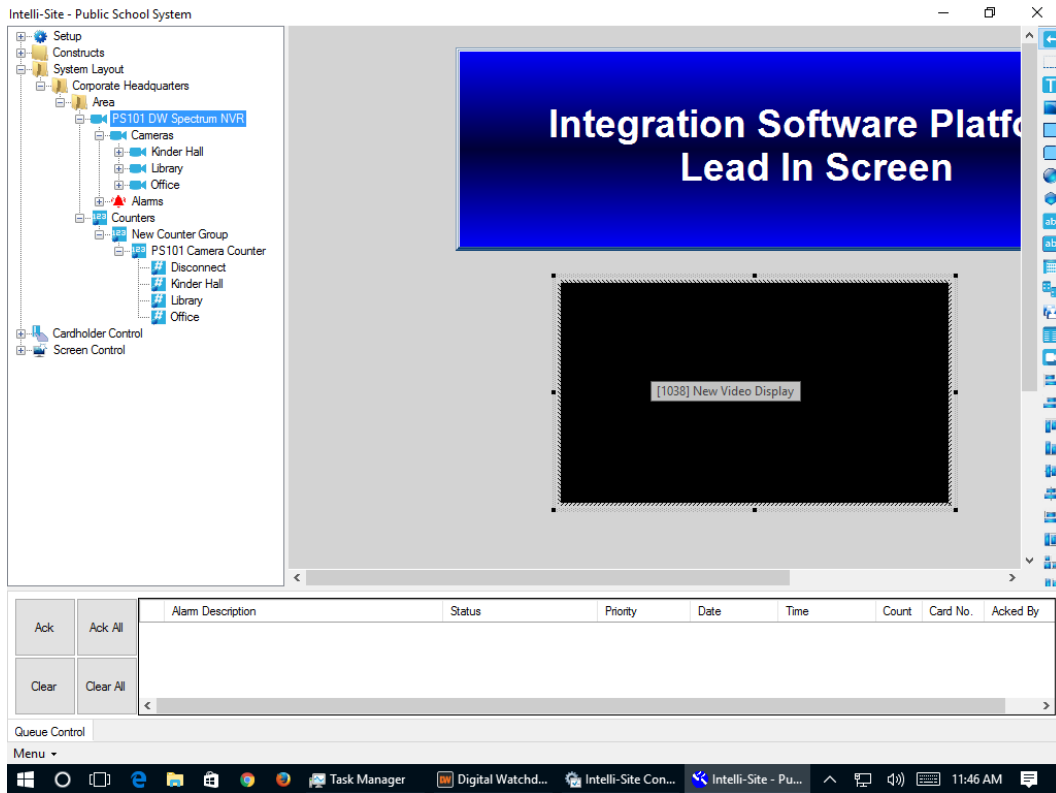 Intelli-Site - Public School System
Setup
Constructs
System Layout
Corporate Headquarters
Area
PS101 DW Spectrum NVR
Cameras
Kinder Hall
Library
Office
Alarms
Counters
New Counter Group
PS101 Camera Counter
Disconnect
Kinder Hall
Library
Office
Cardholder Control
Screen Control
Integration Software Platfo
Lead In Screen
[1038] New Video Display
Ack
Ack All
Clear
Clear All
Alarm Description Status Priority Date Time Count Card No. Acked By
Queue Control
Menu
Task Manager Digital Watchd... Intelli-Site Con... Intelli-Site - Pu... 11:46 AM